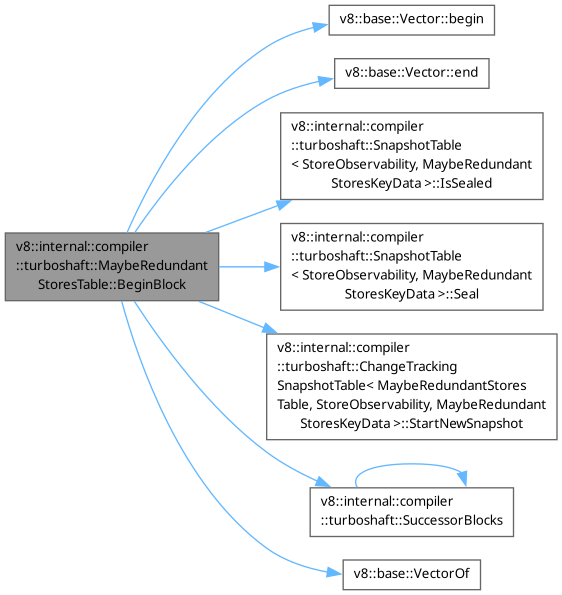 v8::base::Vector::begin
v8::base::Vector::end
v8::internal::compiler
::turboshaft::SnapshotTable
< StoreObservability, MaybeRedundant
StoresKeyData >::IsSealed
v8::internal::compiler
::turboshaft::MaybeRedundant
StoresTable::BeginBlock
v8::internal::compiler
::turboshaft::SnapshotTable
< StoreObservability, MaybeRedundant
StoresKeyData >::Seal
v8::internal::compiler
::turboshaft::ChangeTracking
SnapshotTable< MaybeRedundantStores
Table, StoreObservability, MaybeRedundant
StoresKeyData >::StartNewSnapshot
v8::internal::compiler
::turboshaft::SuccessorBlocks
v8::base::VectorOf